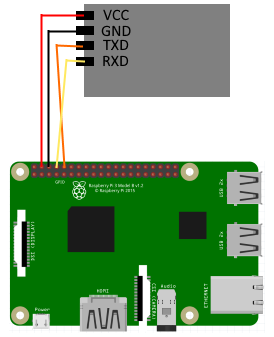 VCC
GND
TXD
RXD
GPIO
Raspberry Pi 3 Model B v1.2
© Raspberry Pi 2015
USB 2x
DSI (DISPLAY)
USB 2x
HDMI
CSI (CAMERA)
Audio
ETHERNET
Power